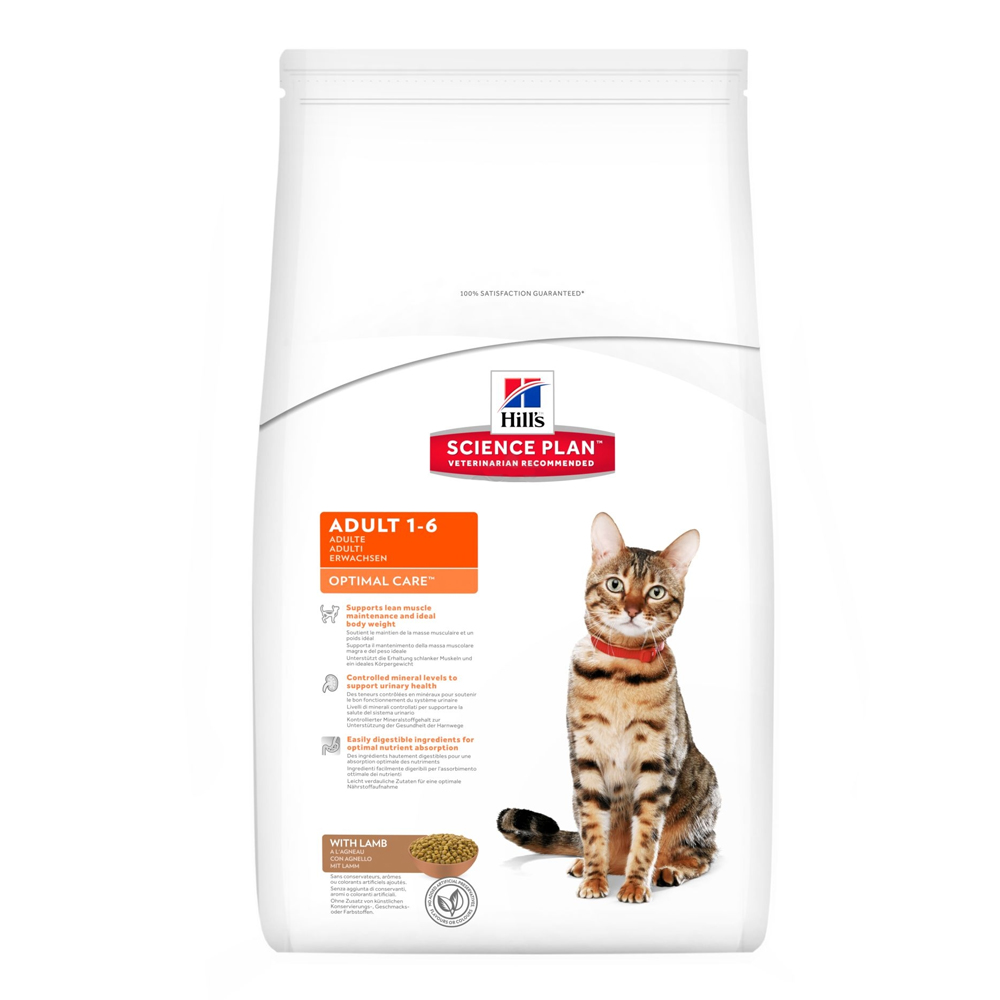 100% SATISFACTION GUARANTEED*
Hill's
SCIENCE PLAN™
VETERINARIAN RECOMMENDED
ADULT 1-6
ADULTE
ADULTI
ERWACHSEN
OPTIMAL CARE™
Supports lean muscle
maintenance and ideal
body weight
Soutient le maintien de la masse musculaire et un
poids idéal
Supporta il mantenimento della massa muscolare
magra e del peso ideale
Unterstützt die Erhaltung schlanker Muskeln und
ein ideales Körpergewicht
Controlled mineral levels to
support urinary health
Des teneurs contrôlées en minéraux pour soutenir
le bon fonctionnement du système urinaire
Livelli di minerali controllati per supportare la
salute del sistema urinario
Kontrollierter Mineralstoffgehalt zur
Unterstützung der Gesundheit der Harnwege
Easily digestible ingredients for
optimal nutrient absorption
Des ingrédients hautement digestibles pour une
absorption optimale des nutriments
Ingredienti facilmente digeribili per l'assorbimento
ottimale dei nutrienti
Leicht verdauliche Zutaten für eine optimale
Nährstoffaufnahme
WITH LAMB
A L'AGNEAU
CON AGNELLO
MIT LAMM
Sans conservateurs, arômes
ou colorants artificiels ajoutés.
Senza aggiunta di conservanti,
aromi o coloranti artificiali.
Ohne Zusatz von künstlichen
Konservierungs-, Geschmacks-
oder Farbstoffen.
NO ADDED ARTIFICIAL PRESERVATIVES
FLAVOURS OR COLOURS